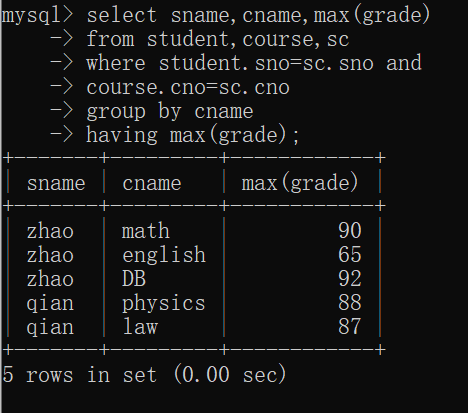 mysql> select sname,cname,max(grade)
-> from student,course,sc
-> where student.sno=sc.sno and
-> course.cno=sc.cno
-> group by cname
-> having max(grade);
+-------+---------+------------+
| sname | cname | max(grade) |
+-------+---------+------------+
| zhao | math | 90 |
| zhao | english | 65 |
| zhao | DB | 92 |
| qian | physics | 88 |
| qian | law | 87 |
+-------+---------+------------+
5 rows in set (0.00 sec)